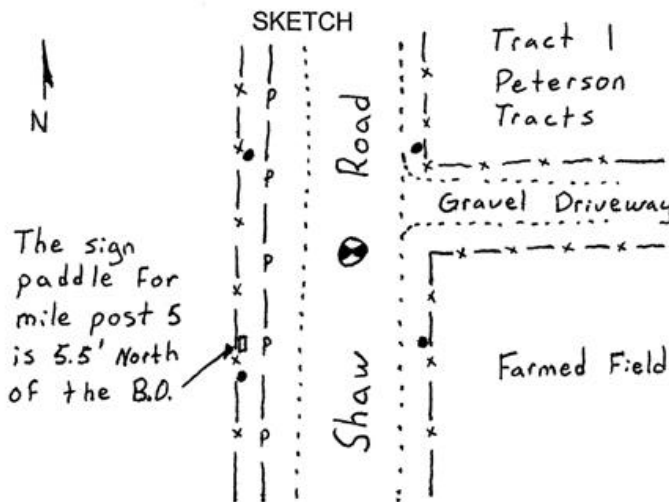 SKETCH
N
Tract 1
Peterson
Tracts
Shaw Road
Gravel Driveway
The sign
paddle For
mile post 5
is 5.5' North
of the B.O.
Farmed Field
P
P
P
P
P